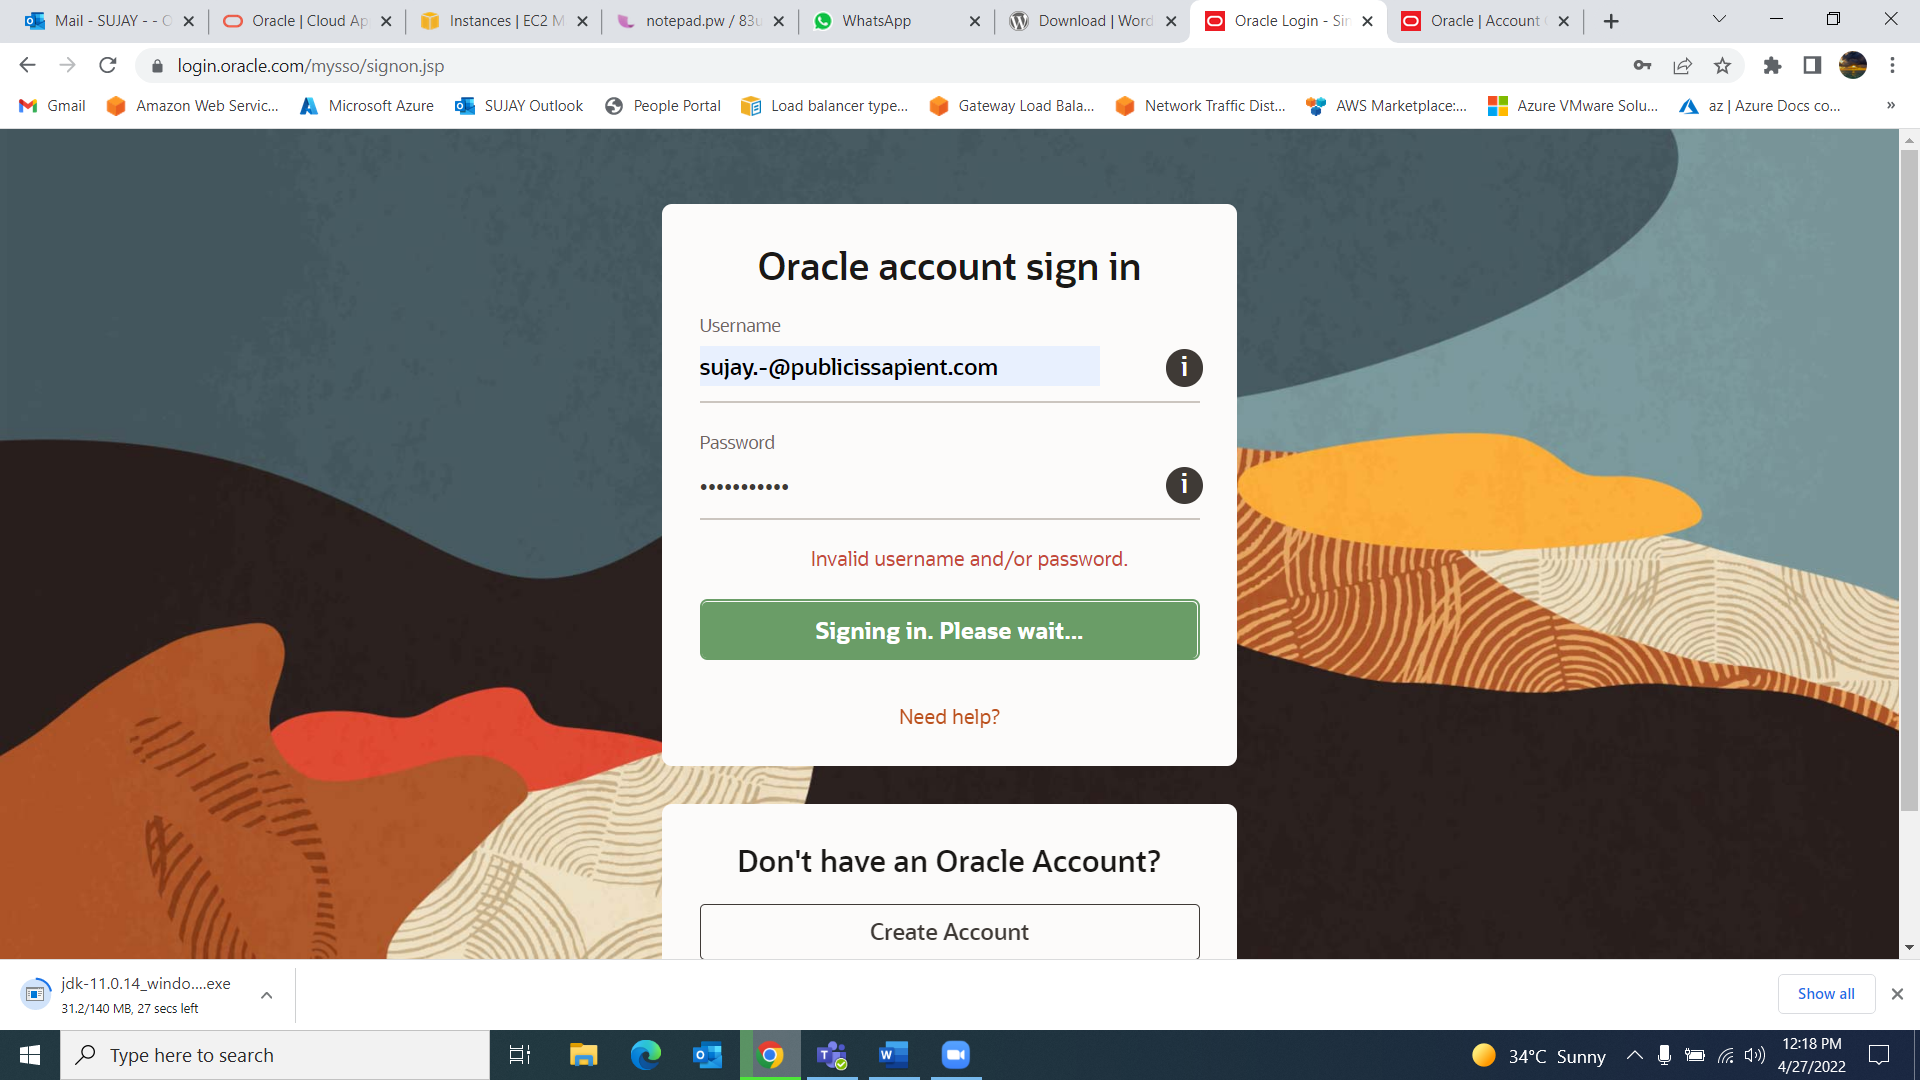 Mail - SUJAY - - O
Oracle | Cloud Ap
Instances | EC2 M
notepad.pw / 83u
WhatsApp
Download | Word
Oracle Login - Sin
Oracle | Account
login.oracle.com/mysso/signon.jsp
Gmail
Amazon Web Servic...
Microsoft Azure
SUJAY Outlook
People Portal
Load balancer type...
Gateway Load Bala...
Network Traffic Dist...
AWS Marketplace:...
Azure VMware Solu...
az | Azure Docs co...
»
Oracle account sign in
Username
sujay.-@publicissapient.com
Password
•••••••••••
Invalid username and/or password.
Signing in. Please wait...
Need help?
Don't have an Oracle Account?
Create Account
jdk-11.0.14_windo....exe
31.2/140 MB, 27 secs left
Show all
Type here to search
34°C Sunny
12:18 PM
4/27/2022